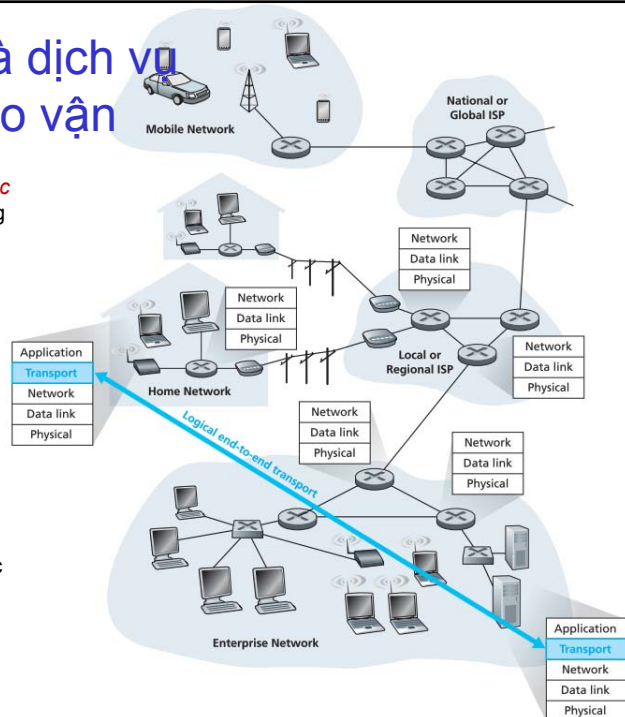 à dịch vụ
o vận
c
g
c
Mobile Network
National or
Global ISP
Network
Data link
Physical
Network
Data link
Physical
Home Network
Local or
Regional ISP
Network
Data link
Physical
Application
Transport
Network
Data link
Physical
Logical end-to-end transport
Network
Data link
Physical
Network
Data link
Physical
Enterprise Network
Application
Transport
Network
Data link
Physical